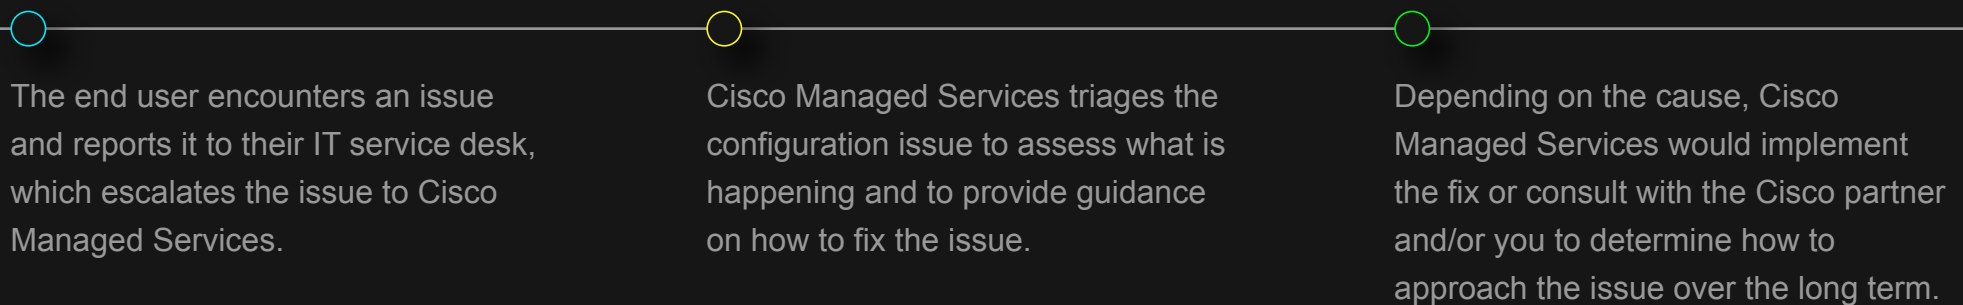 The end user encounters an issue
and reports it to their IT service desk,
which escalates the issue to Cisco
Managed Services.
Cisco Managed Services triages the
configuration issue to assess what is
happening and to provide guidance
on how to fix the issue.
Depending on the cause, Cisco
Managed Services would implement
the fix or consult with the Cisco partner
and/or you to determine how to
approach the issue over the long term.